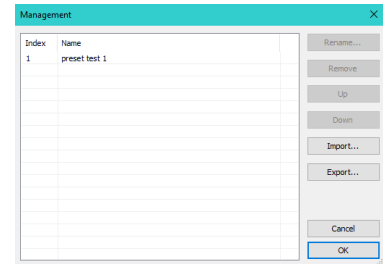 Management
Index Name
1 preset test 1
Rename...
Remove
Up
Down
Import...
Export...
Cancel
OK